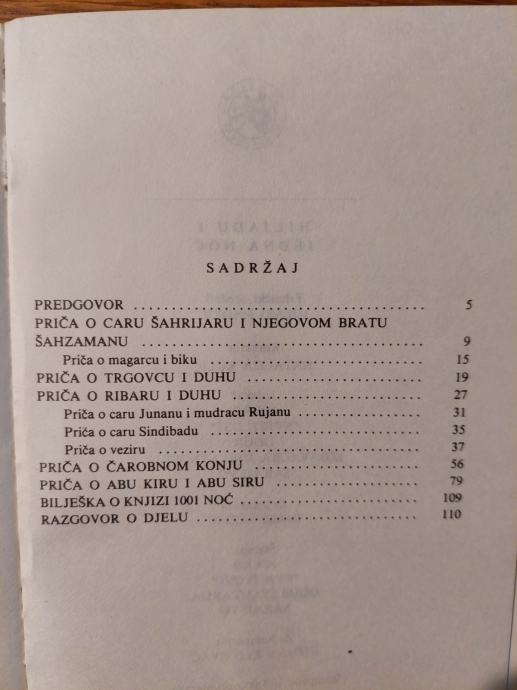 SADRŽAJ
PREDGOVOR 5
PRIČA O CARU ŠAHRIJARU I NJEGOVOM BRATU
ŠAHZAMANU 9
Priča o magarcu i biku 15
PRIČA O TRGOVCU I DUHU 19
PRIČA O RIBARU I DUHU 27
Priča o caru Junanu i mudracu Rujanu 31
Priča o caru Sindibadu 35
Priča o veziru 37
PRIČA O ČAROBNOM KONJU 56
PRIČA O ABU KIRU I ABU SIRU 79
BILJEŠKA O KNJIZI 1001 NOĆ 109
RAZGOVOR O DJELU 110